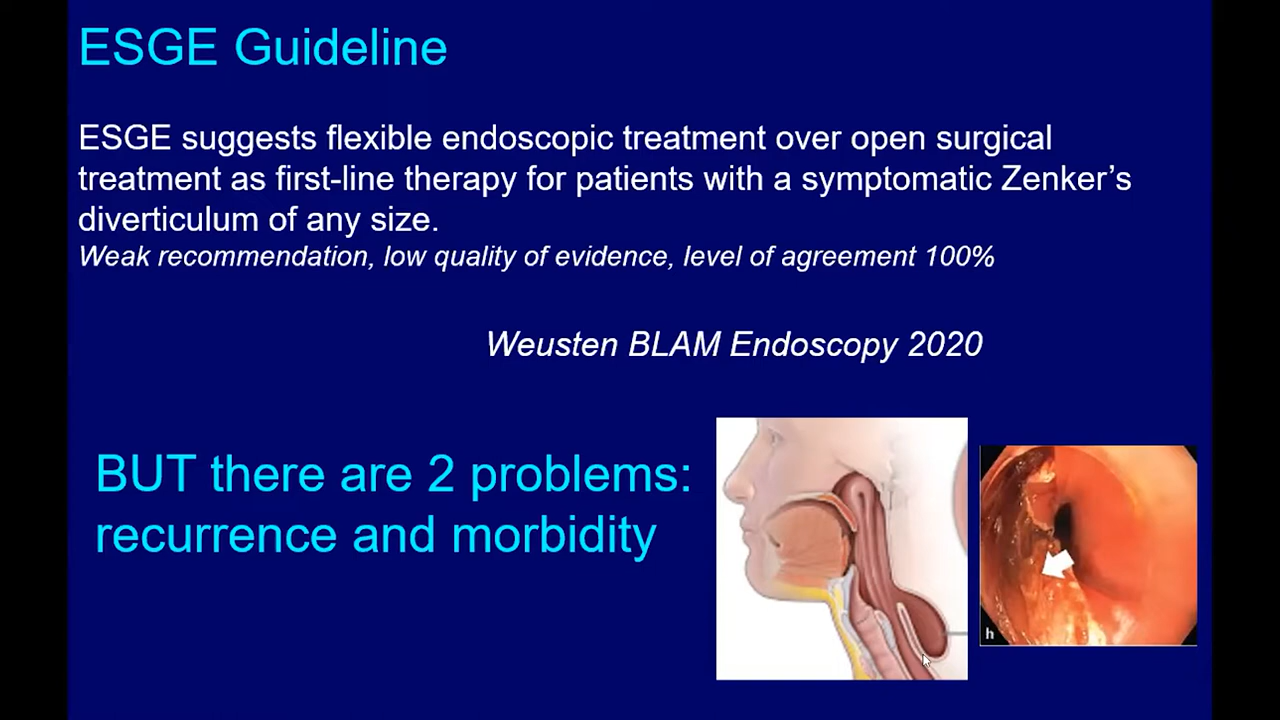 ESGE Guideline
ESGE suggests flexible endoscopic treatment over open surgical
treatment as first-line therapy for patients with a symptomatic Zenker’s
diverticulum of any size.
Weak recommendation, low quality of evidence, level of agreement 100%
Weusten BLAM Endoscopy 2020
BUT there are 2 problems:
recurrence and morbidity
h